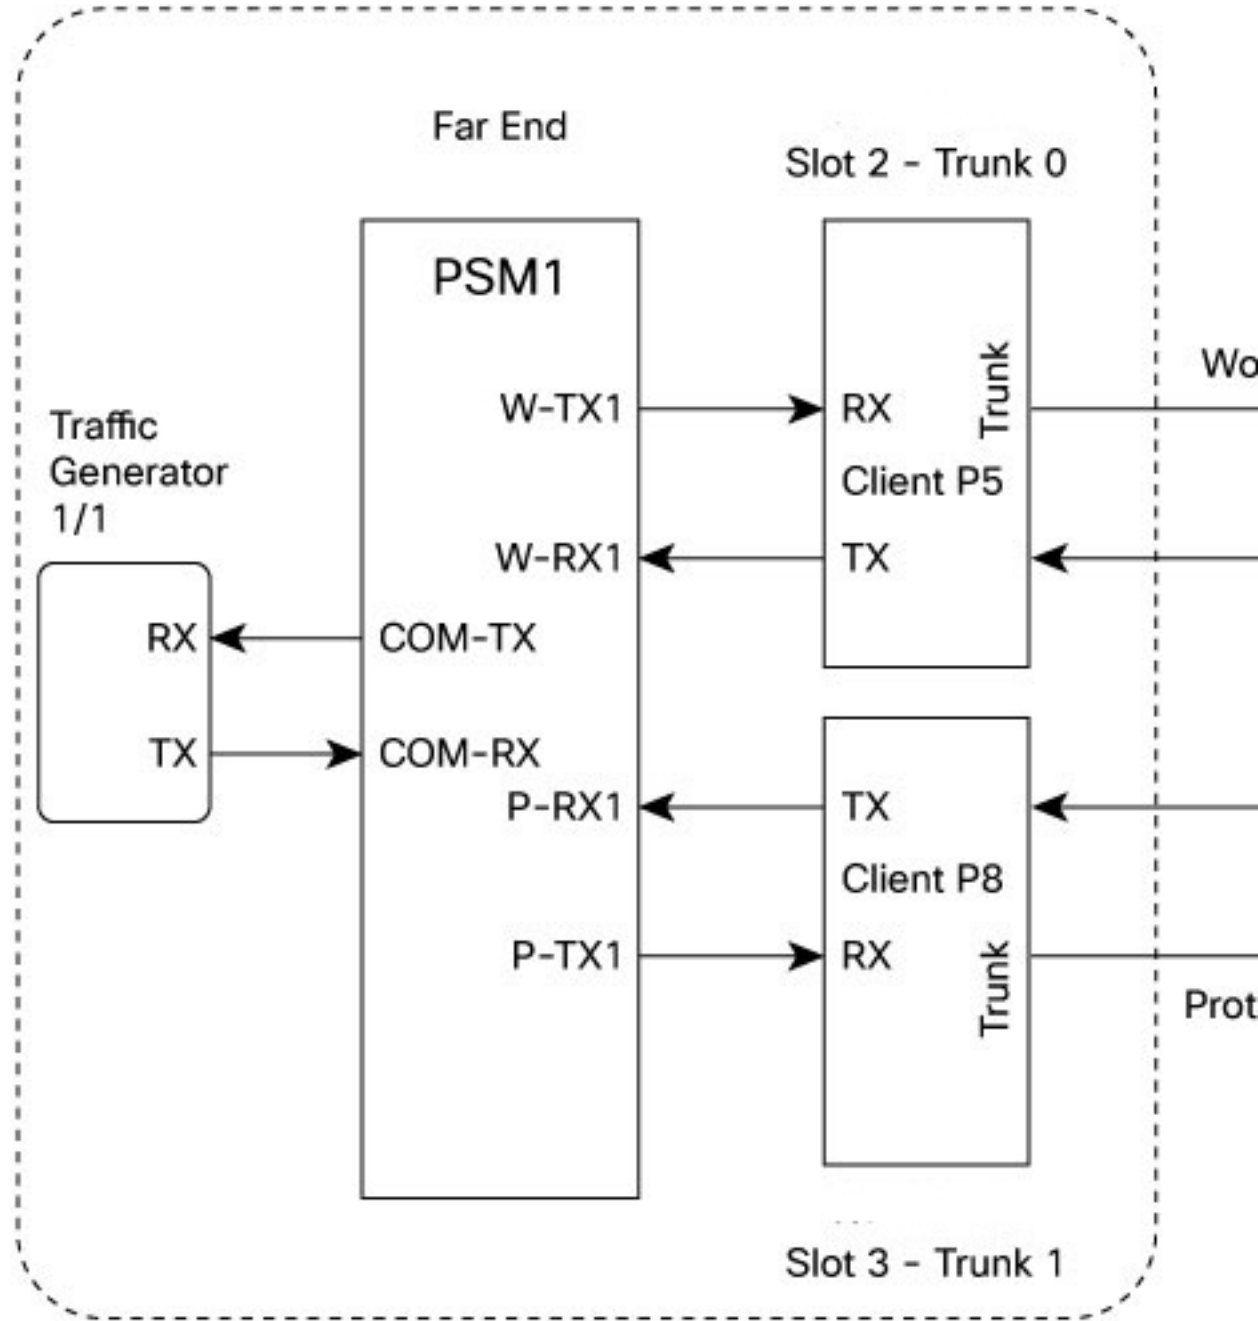 Far End
Slot 2 - Trunk 0
PSM1
Trunk
W-TX1
RX
Traffic
Generator
1/1
Client P5
W-RX1
TX
RX
COM-TX
TX
COM-RX
P-RX1
TX
Client P8
P-TX1
RX
Trunk
Slot 3 - Trunk 1